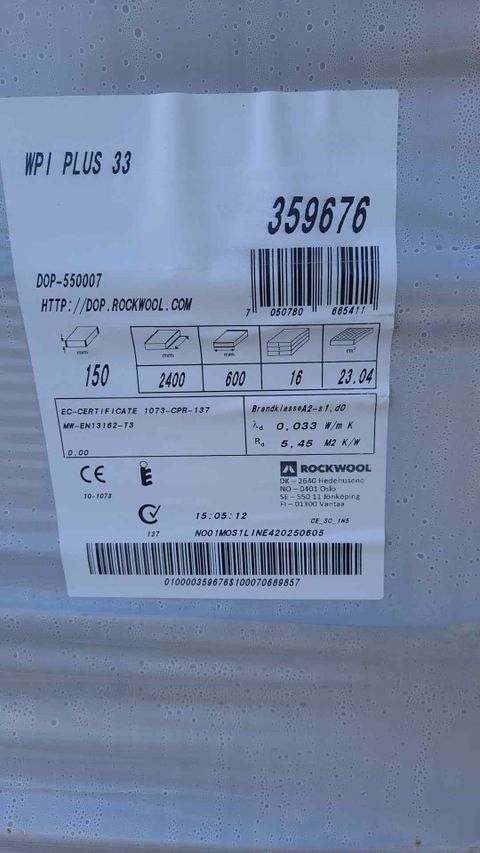 WPI PLUS 33
359676
7 050780 665411
DOP-550007
HTTP://DOP.ROCKWOOL.COM
mm mm mm m²
150 2400 600 16 23.04
EC-CERTIFICATE 1073-CPR-137
MW-EN13162-T3
0.00
BrandklasseA2-s1,d0
λd 0,033 W/m K
Rd 5,45 M2 K/W
CE
10-1073
ROCKWOOL
DK – 2640 Hedehusene
NO – 0401 Oslo
SE – 550 11 Jönköping
FI – 01300 Vantaa
15:05:12
CE_SC_1N5
137
NO01MOS1LINE420250605
010000359676$100070689857